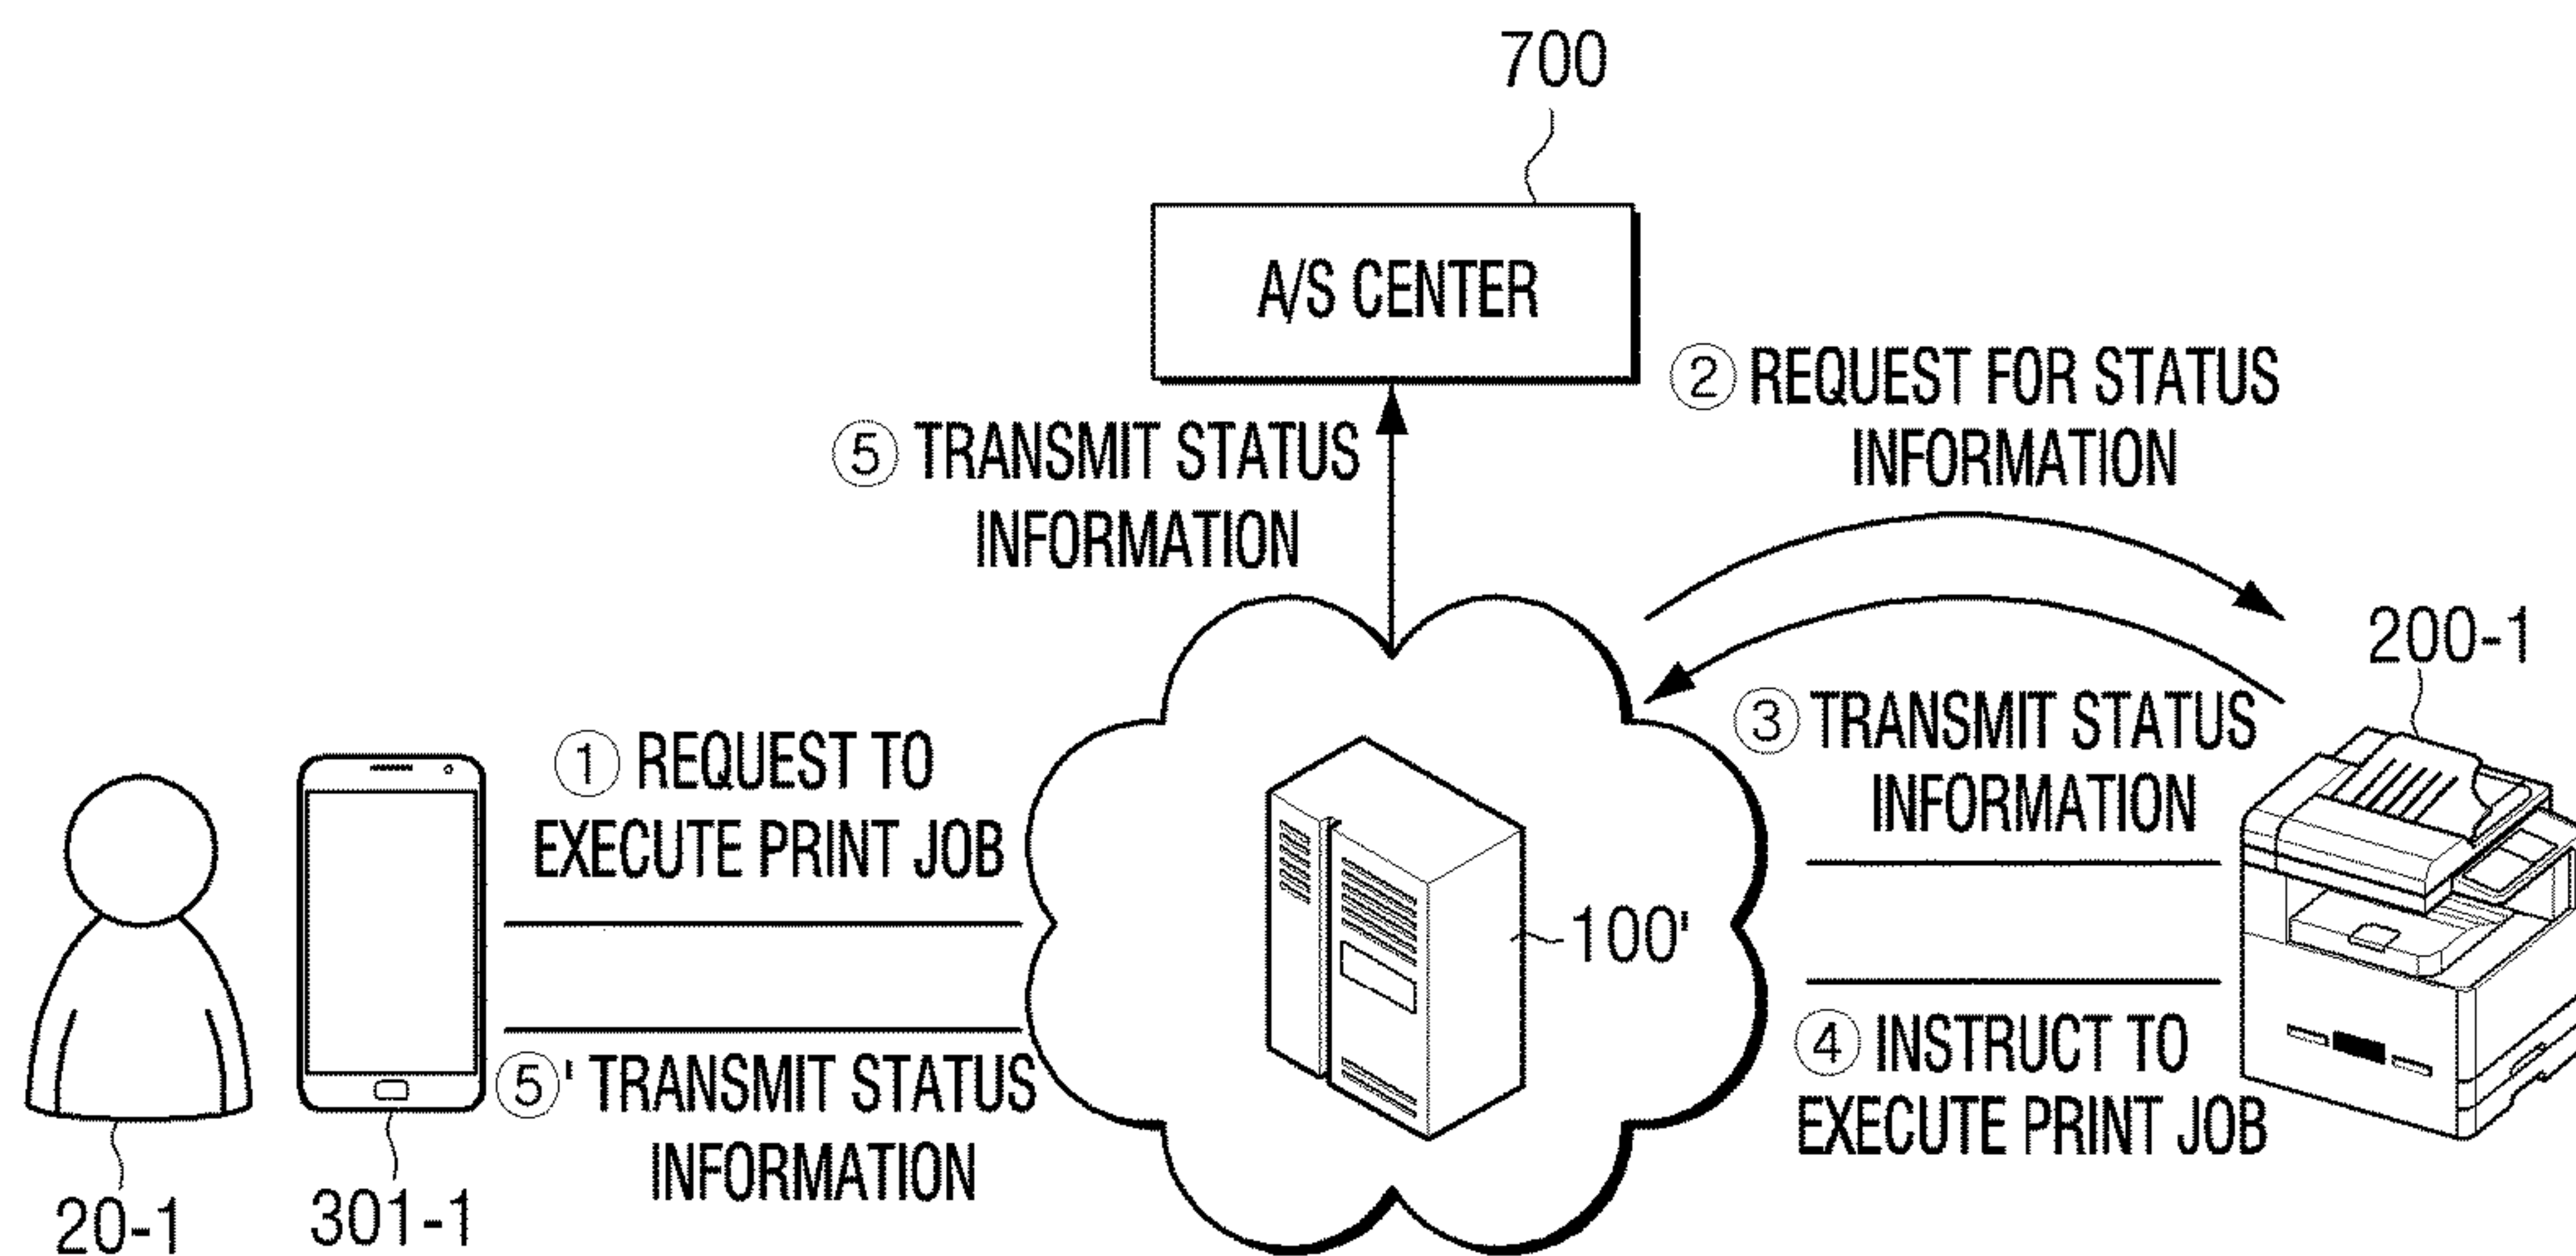 700
A/S CENTER
② REQUEST FOR STATUS
INFORMATION
⑤ TRANSMIT STATUS
INFORMATION
200-1
③ TRANSMIT STATUS
INFORMATION
① REQUEST TO
EXECUTE PRINT JOB
100'
④ INSTRUCT TO
EXECUTE PRINT JOB
⑤' TRANSMIT STATUS
INFORMATION
20-1
301-1